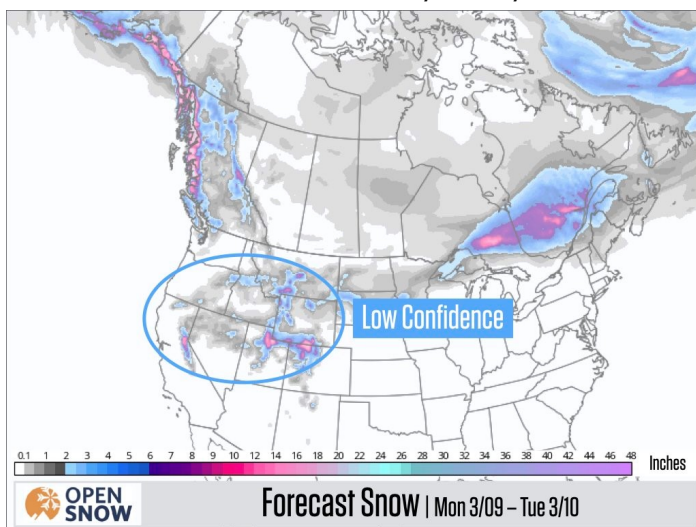 Low Confidence
0.1 1 2 3 4 5 6 7 8 9 10 12 14 16 18 20 22 24 26 28 30 32 34 36 38 40 42 44 46 48 Inches
OPEN SNOW
Forecast Snow | Mon 3/09 – Tue 3/10